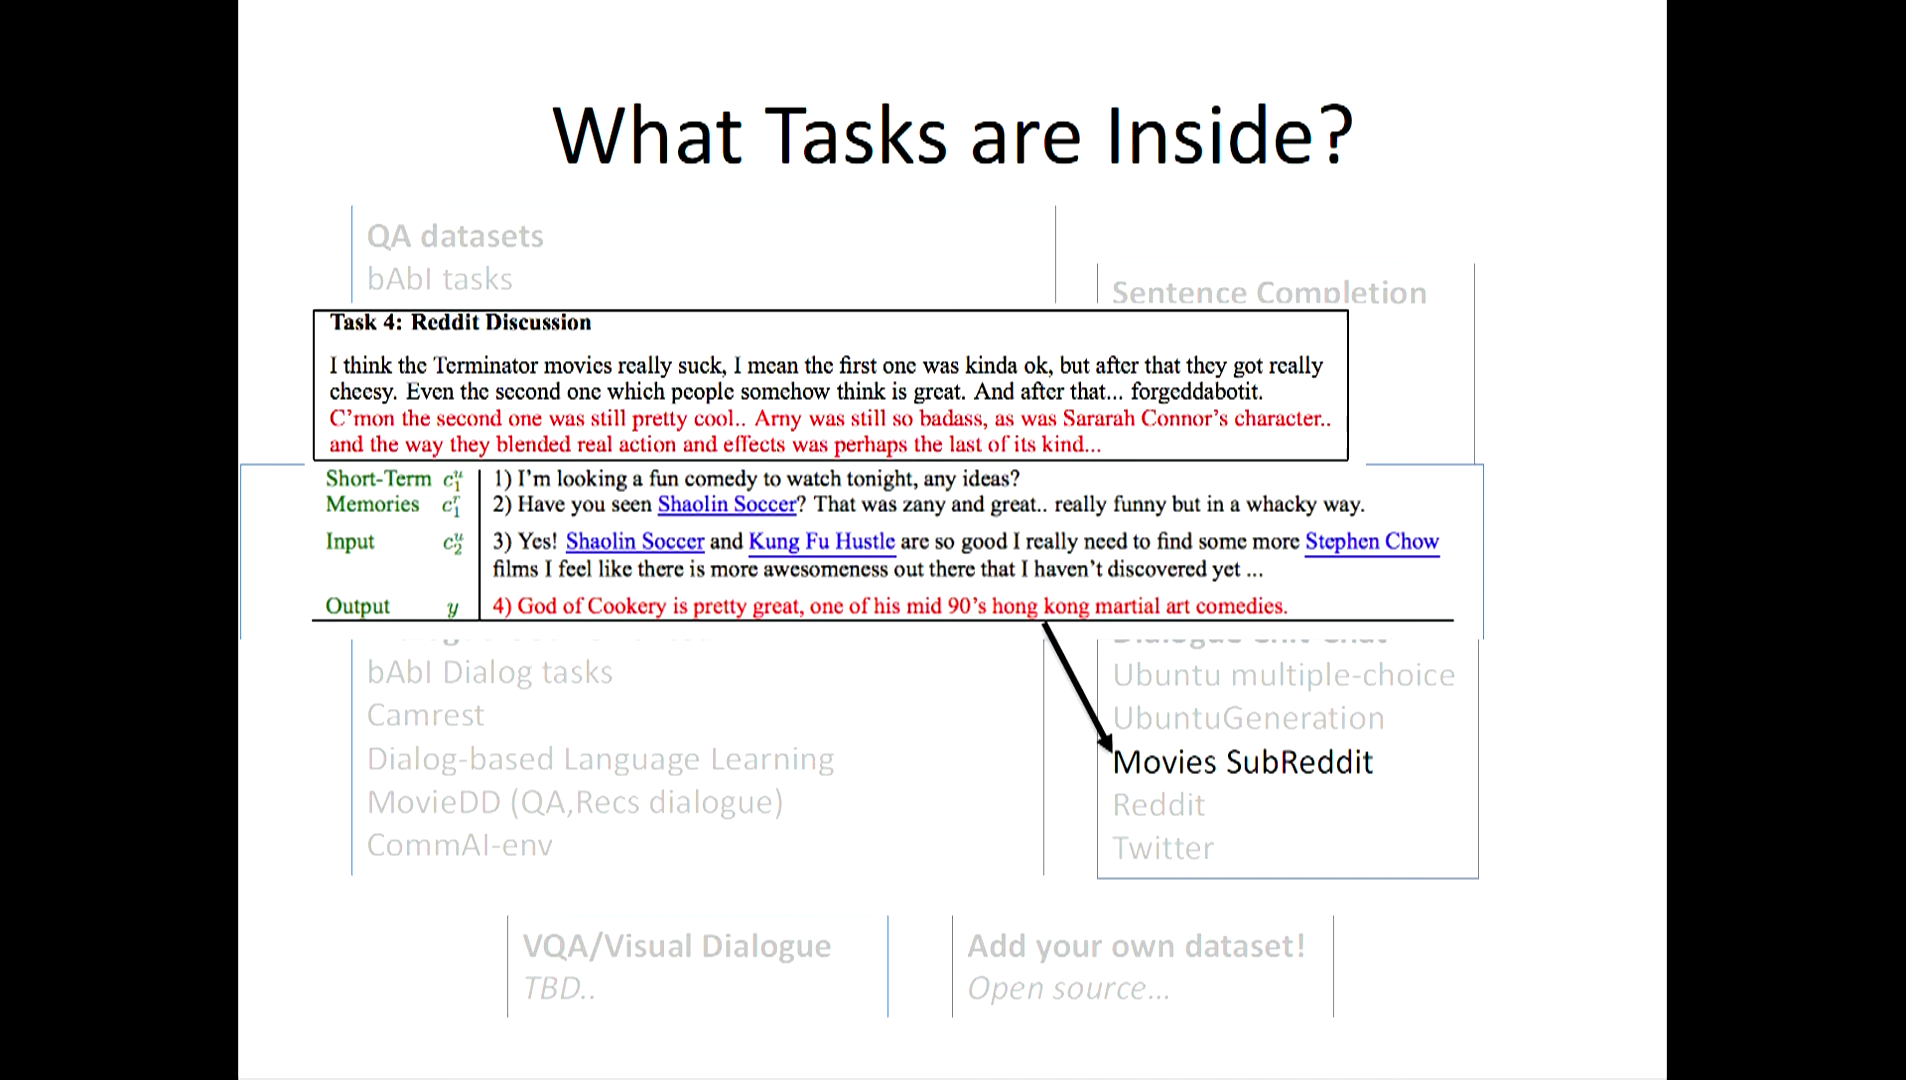 What Tasks are Inside?
QA datasets
bAbI tasks
Sentence Completion
Task 4: Reddit Discussion
I think the Terminator movies really suck, I mean the first one was kinda ok, but after that they got really
cheesy. Even the second one which people somehow think is great. And after that... forgeddabotit.
C'mon the second one was still pretty cool.. Arny was still so badass, as was Sararah Connor's character..
and the way they blended real action and effects was perhaps the last of its kind...
Short-Term c₁ᵘ 1) I'm looking a fun comedy to watch tonight, any ideas?
Memories c₁ʳ 2) Have you seen Shaolin Soccer? That was zany and great.. really funny but in a whacky way.
Input c₂ᵘ 3) Yes! Shaolin Soccer and Kung Fu Hustle are so good I really need to find some more Stephen Chow
films I feel like there is more awesomeness out there that I haven't discovered yet ...
Output y 4) God of Cookery is pretty great, one of his mid 90's hong kong martial art comedies.
bAbI Dialog tasks
Camrest
Dialog-based Language Learning
MovieDD (QA,Recs dialogue)
CommAI-env
Ubuntu multiple-choice
UbuntuGeneration
Movies SubReddit
Reddit
Twitter
VQA/Visual Dialogue
TBD..
Add your own dataset!
Open source...